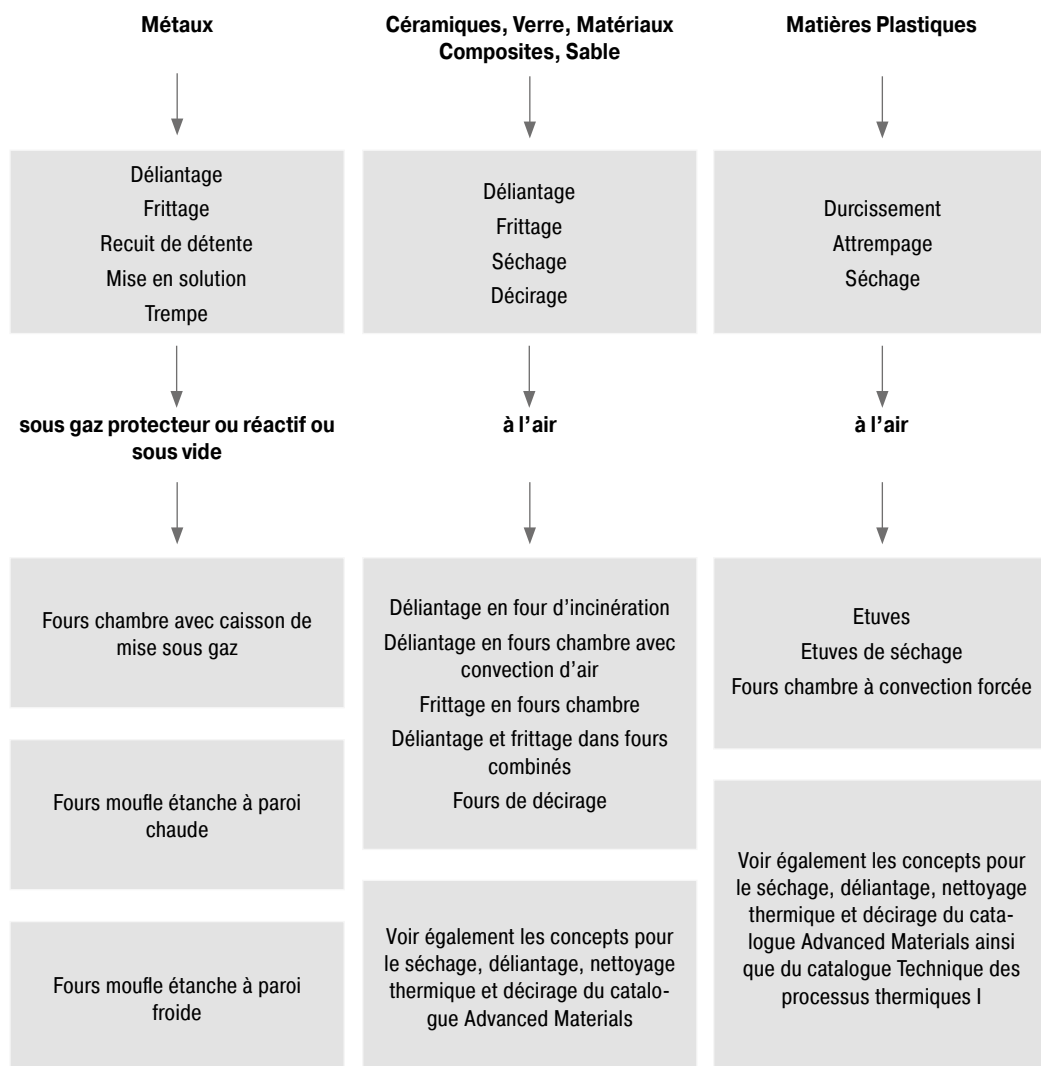 Métaux
Déliantage
Frittage
Recuit de détente
Mise en solution
Trempe
sous gaz protecteur ou réactif ou
sous vide
Fours chambre avec caisson de
mise sous gaz
Fours moufle étanche à paroi
chaude
Fours moufle étanche à paroi
froide
Céramiques, Verre, Matériaux
Composites, Sable
Déliantage
Frittage
Séchage
Décirage
à l'air
Déliantage en four d'incinération
Déliantage en fours chambre avec
convection d'air
Frittage en fours chambre
Déliantage et frittage dans fours
combinés
Fours de décirage
Voir également les concepts pour
le séchage, déliantage, nettoyage
thermique et décirage du catalo-
gue Advanced Materials
Matières Plastiques
Durcissement
Attrempage
Séchage
à l'air
Etuves
Etuves de séchage
Fours chambre à convection forcée
Voir également les concepts pour
le séchage, déliantage, nettoyage
thermique et décirage du cata-
logue Advanced Materials ainsi
que du catalogue Technique des
processus thermiques I